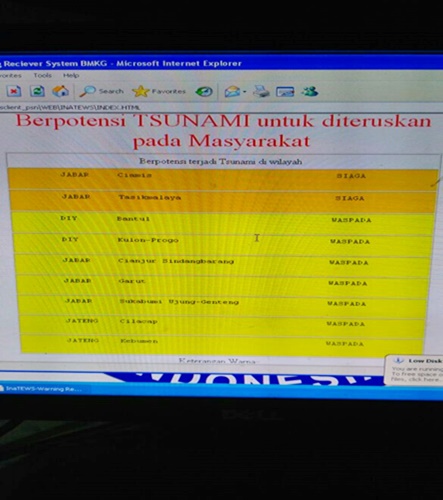 Reciever System BMKG - Microsoft Internet Explorer
Tools Help
Search Favorites
\WEB\INATEWS\INDEX.HTML
Berpotensi TSUNAMI untuk diteruskan
pada Masyarakat
Berpotensi terjadi Tsunami di wilayah
JABAR Ciamis SIAGA
JABAR Tasikmalaya SIAGA
DIY Bantul WASPADA
DIY Kulon-Progo WASPADA
JABAR Cianjur Sindangbarang WASPADA
JABAR Garut WASPADA
JABAR Sukabumi Ujung-Genteng WASPADA
JATENG Cilacap WASPADA
JATENG Kebumen WASPADA
Keterangan Warna:
Low Disk
You are running
To free space o
files, click here.
InaTEWS-Warning Re...
DELL